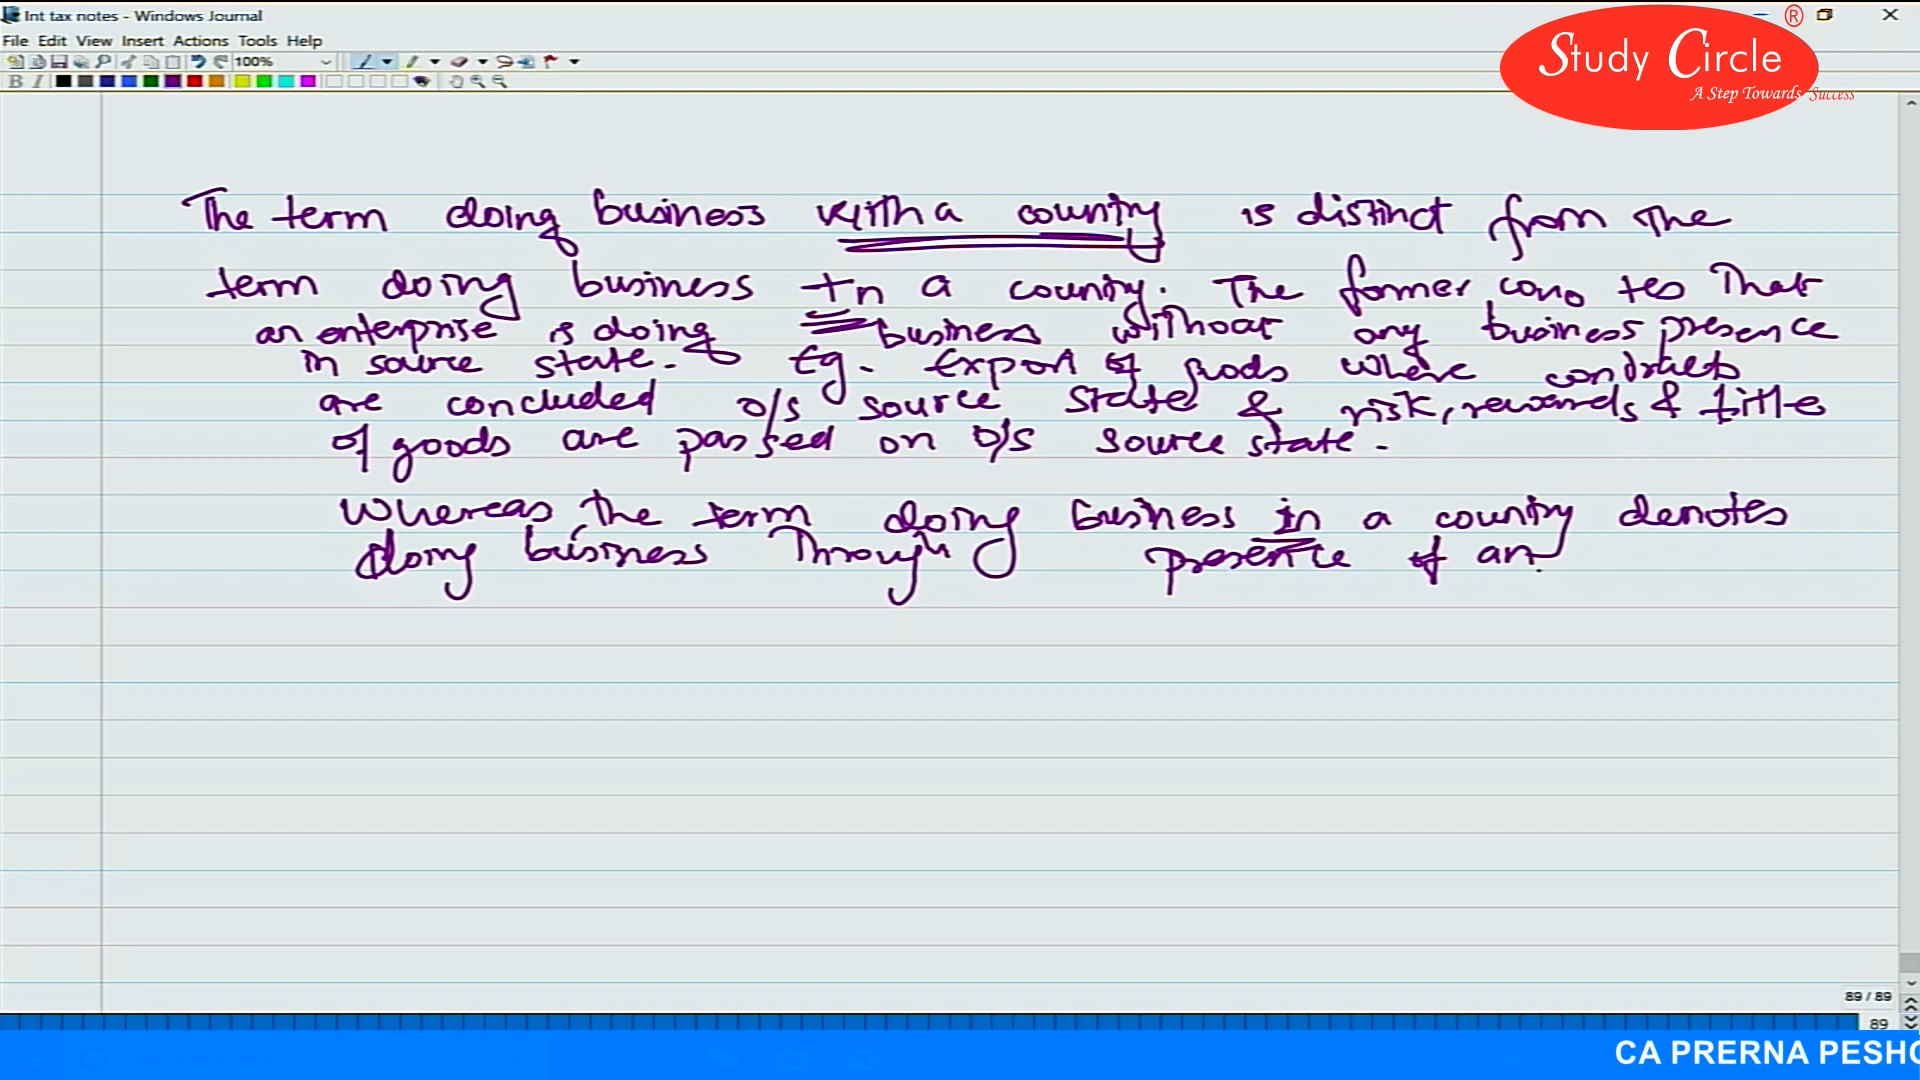 Int tax notes - Windows Journal
File Edit View Insert Actions Tools Help
100%
B I
®
Study Circle
A Step Towards Success
The term doing business with a country is distinct from the
term doing business In a country. The former conotes that
an enterprise is doing business without any business presence
in source state. Eg. Export of goods where contracts
are concluded o/s source state & risk, rewards & title
of goods are passed on o/s source state.
Whereas the term doing business in a country denotes
doing business through presence of an
89 / 89
89
CA PRERNA PESHO